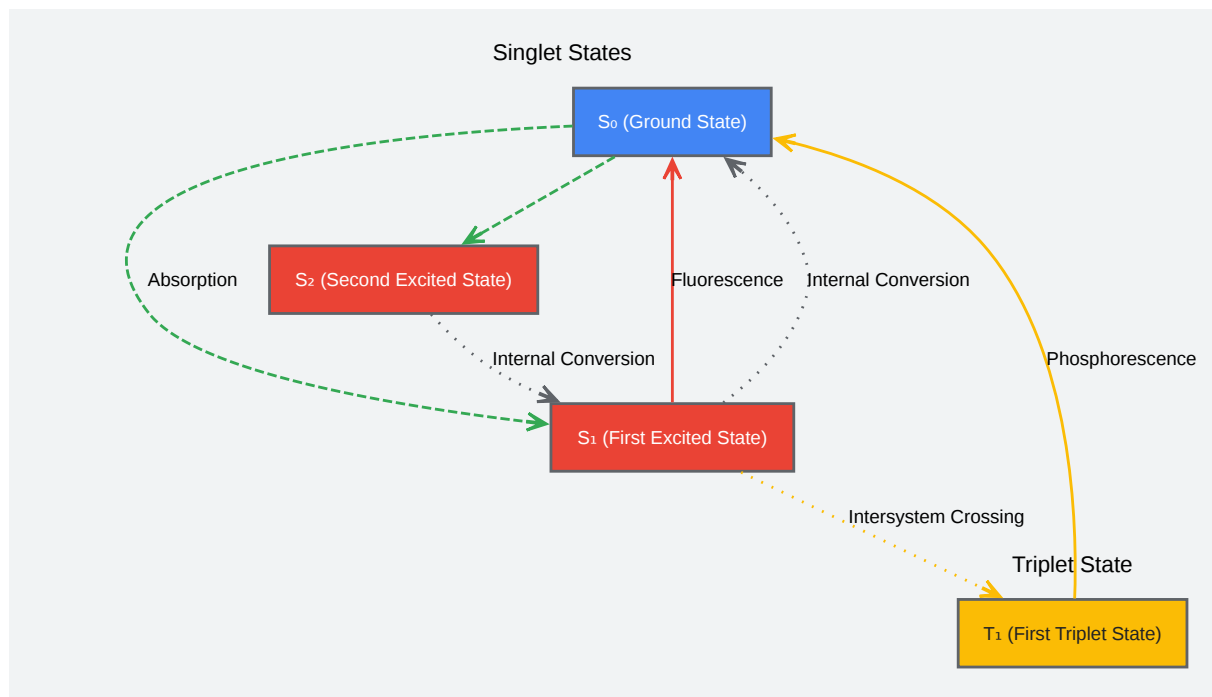 Singlet States
S₀ (Ground State)
Absorption
S₂ (Second Excited State)
Fluorescence
Internal Conversion
Internal Conversion
Phosphorescence
S₁ (First Excited State)
Intersystem Crossing
Triplet State
T₁ (First Triplet State)